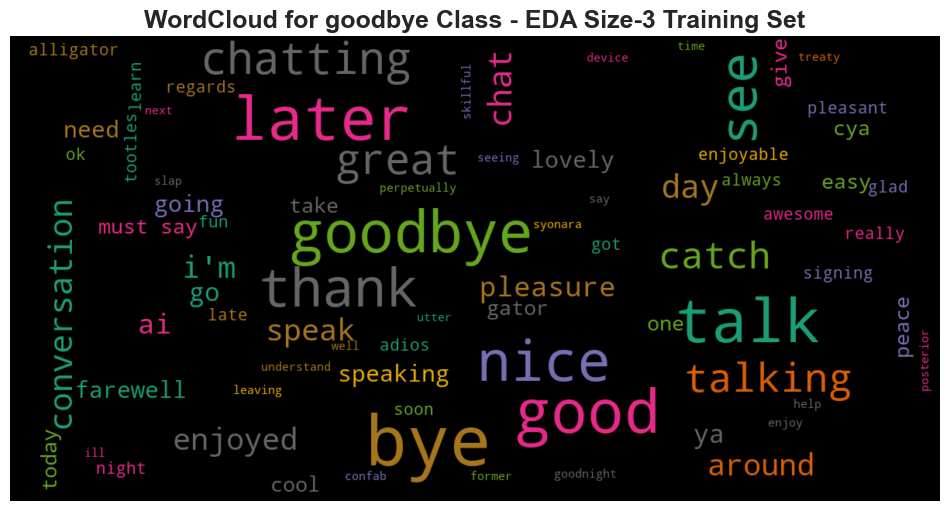 WordCloud for goodbye Class - EDA Size-3 Training Set
alligator
chatting
chat
device
see
time
give
treaty
regards
tootles
learn
next
later
skillful
pleasant
need
cya
ok
great
seeing
lovely
enjoyable
slap
perpetually
day
always
easy
glad
going
take
say
awesome
must say
fun
goodbye
syonara
got
really
conversation
i'm
thank
catch
signing
go
pleasure
ai
late
speak
gator
utter
one
talk
peace
well
adios
nice
understand
speaking
talking
posterior
farewell
leaving
soon
good
help
enjoy
today
enjoyed
bye
ya
ill
night
around
cool
confab
former
goodnight